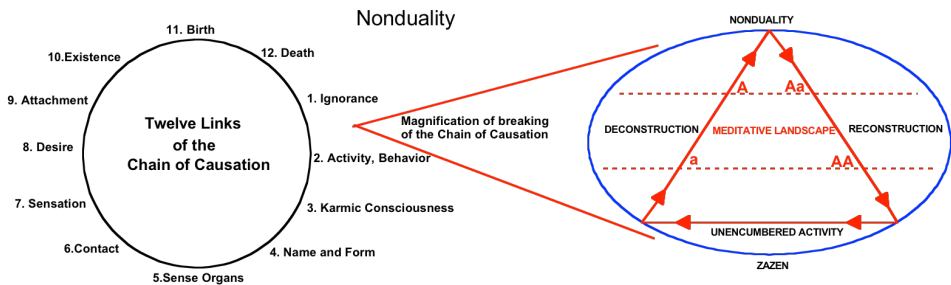 Nonduality
11. Birth
12. Death
10.Existence
1. Ignorance
9. Attachment
Twelve Links
of the
Chain of Causation
8. Desire
2. Activity, Behavior
7. Sensation
3. Karmic Consciousness
6.Contact
4. Name and Form
5.Sense Organs
Magnification of breaking
of the Chain of Causation
NONDUALITY
A
Aa
DECONSTRUCTION
MEDITATIVE LANDSCAPE
RECONSTRUCTION
a
AA
UNENCUMBERED ACTIVITY
ZAZEN